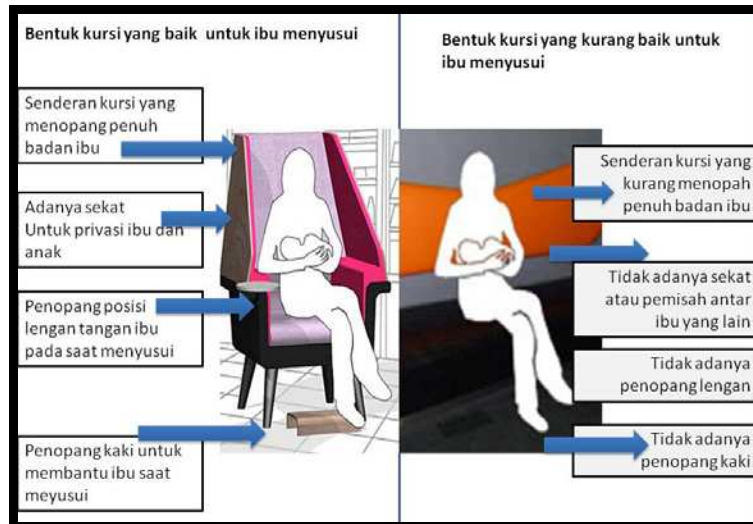 Bentuk kursi yang baik untuk ibu menyusui
Senderan kursi yang
menopang penuh
badan ibu
Adanya sekat
Untuk privasi ibu dan
anak
Penopang posisi
lengan tangan ibu
pada saat menyusui
Penopang kaki untuk
membantu ibu saat
meyusui
Bentuk kursi yang kurang baik untuk
ibu menyusui
Senderan kursi yang
kurang menopah
penuh badan ibu
Tidak adanya sekat
atau pemisah antar
ibu yang lain
Tidak adanya
penopang lengan
Tidak adanya
penopang kaki